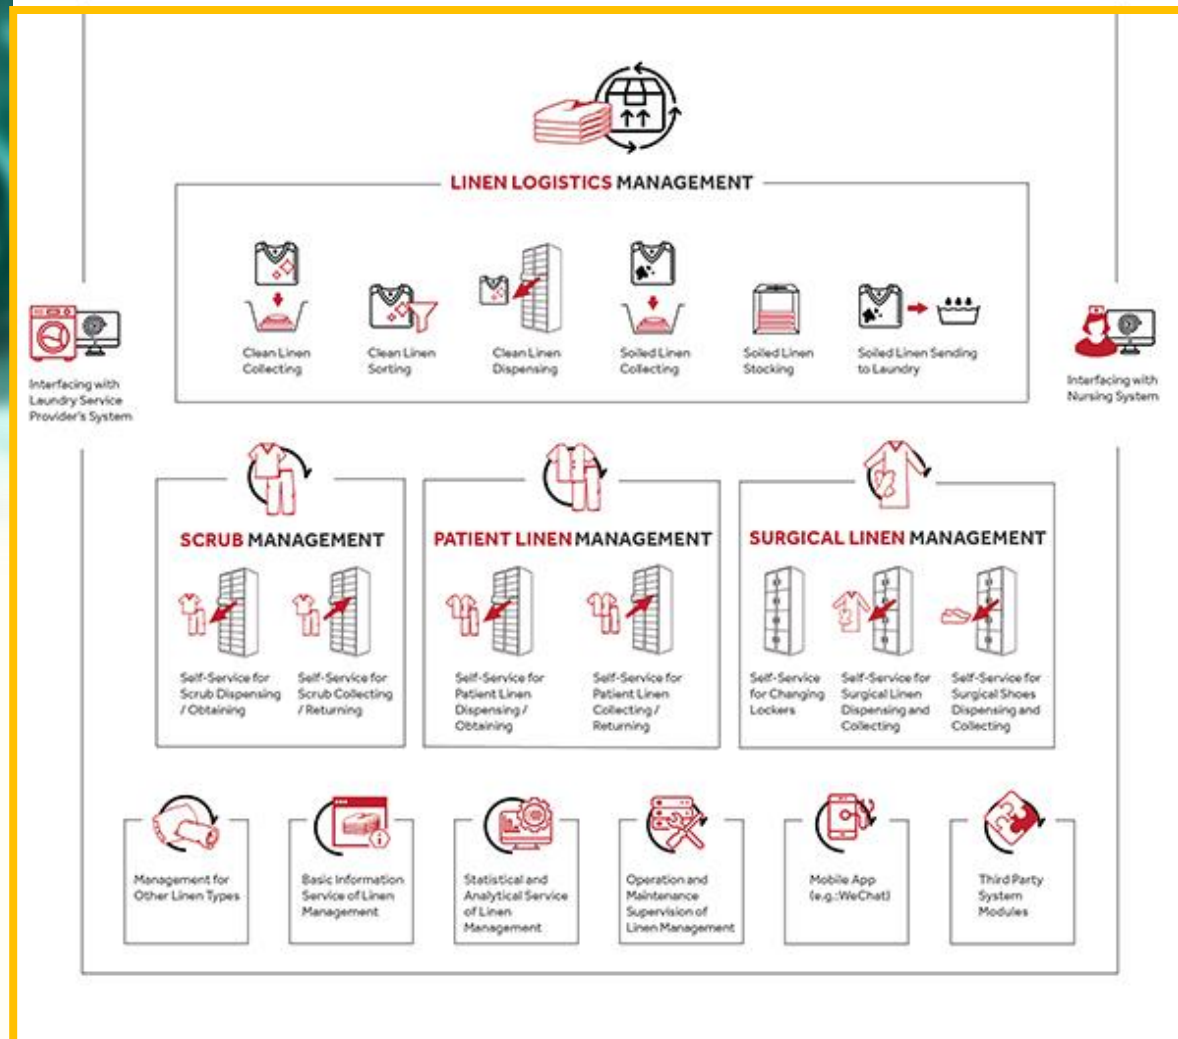 LINEN LOGISTICS MANAGEMENT
Clean Linen
Collecting
Clean Linen
Sorting
Clean Linen
Dispensing
Soiled Linen
Collecting
Soiled Linen
Stocking
Soiled Linen Sending
to Laundry
Interfacing with
Laundry Service
Provider's System
Interfacing with
Nursing System
SCRUB MANAGEMENT
Self-Service for
Scrub Dispensing
/ Obtaining
Self-Service for
Scrub Collecting
/ Returning
PATIENT LINEN MANAGEMENT
Self-Service for
Patient Linen
Dispensing /
Obtaining
Self-Service for
Patient Linen
Collecting /
Returning
SURGICAL LINEN MANAGEMENT
Self-Service
for Changing
Lockers
Self-Service for
Surgical Linen
Dispensing and
Collecting
Self-Service for
Surgical Shoes
Dispensing and
Collecting
Management for
Other Linen Types
Basic Information
Service of Linen
Management
Statistical and
Analytical Service
of Linen
Management
Operation and
Maintenance
Supervision of
Linen Management
Mobile App
(e.g.:WeChat)
Third Party
System
Modules